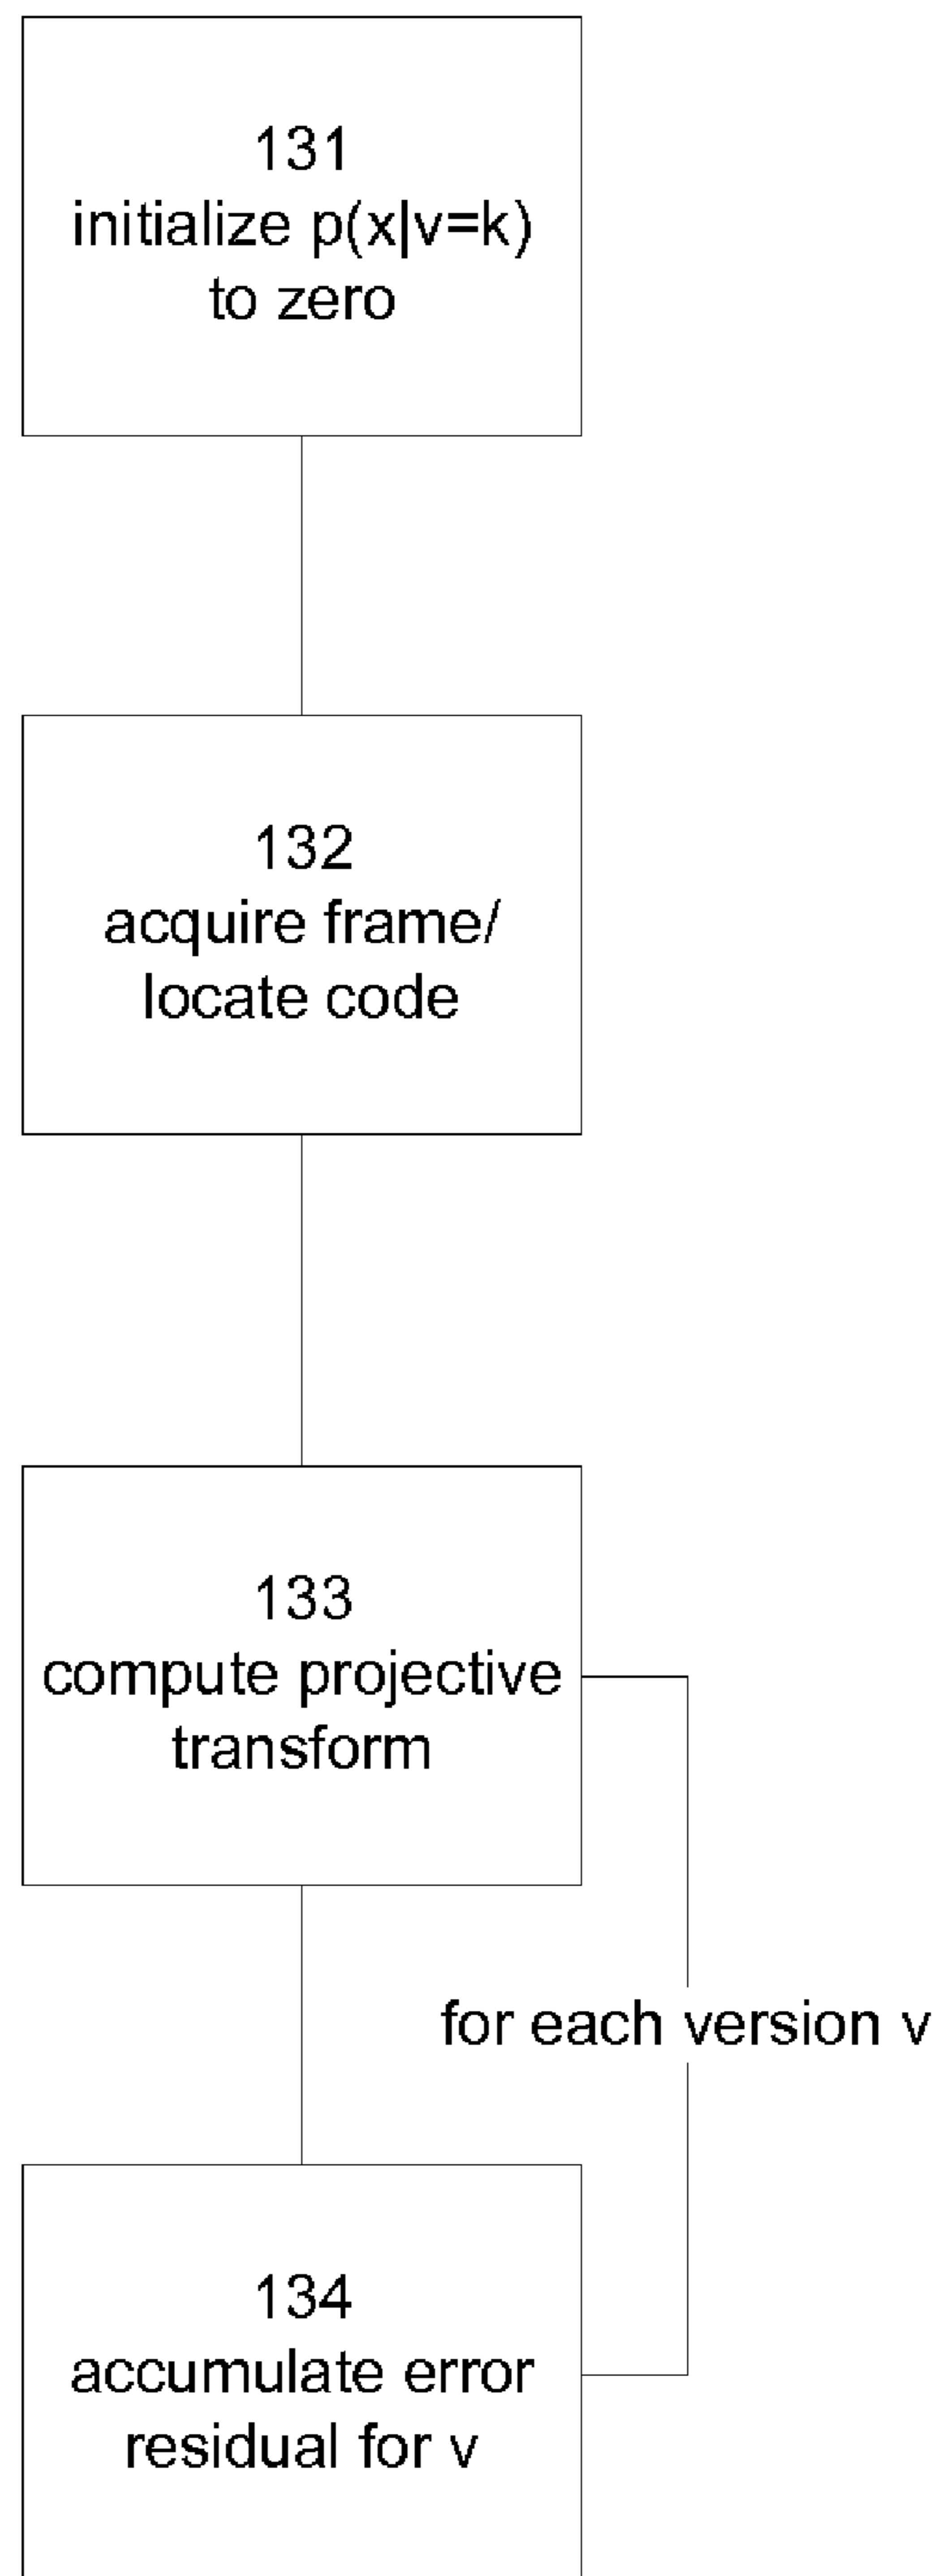 131
initialize p(x|v=k)
to zero
132
acquire frame/
locate code
133
compute projective
transform
for each version v
134
accumulate error
residual for v